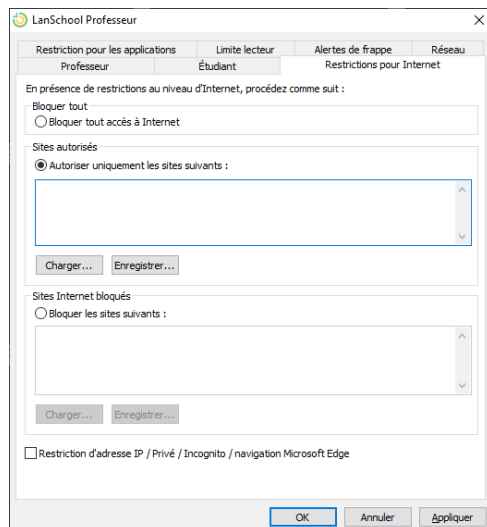 LanSchool Professeur
Restriction pour les applications Limite lecteur Alertes de frappe Réseau
Professeur Étudiant Restrictions pour Internet
En présence de restrictions au niveau d'Internet, procédez comme suit :
Bloquer tout
Bloquer tout accès à Internet
Sites autorisés
Autoriser uniquement les sites suivants :
Charger... Enregistrer...
Sites Internet bloqués
Bloquer les sites suivants :
Charger... Enregistrer...
Restriction d'adresse IP / Privé / Incognito / navigation Microsoft Edge
OK Annuler Appliquer